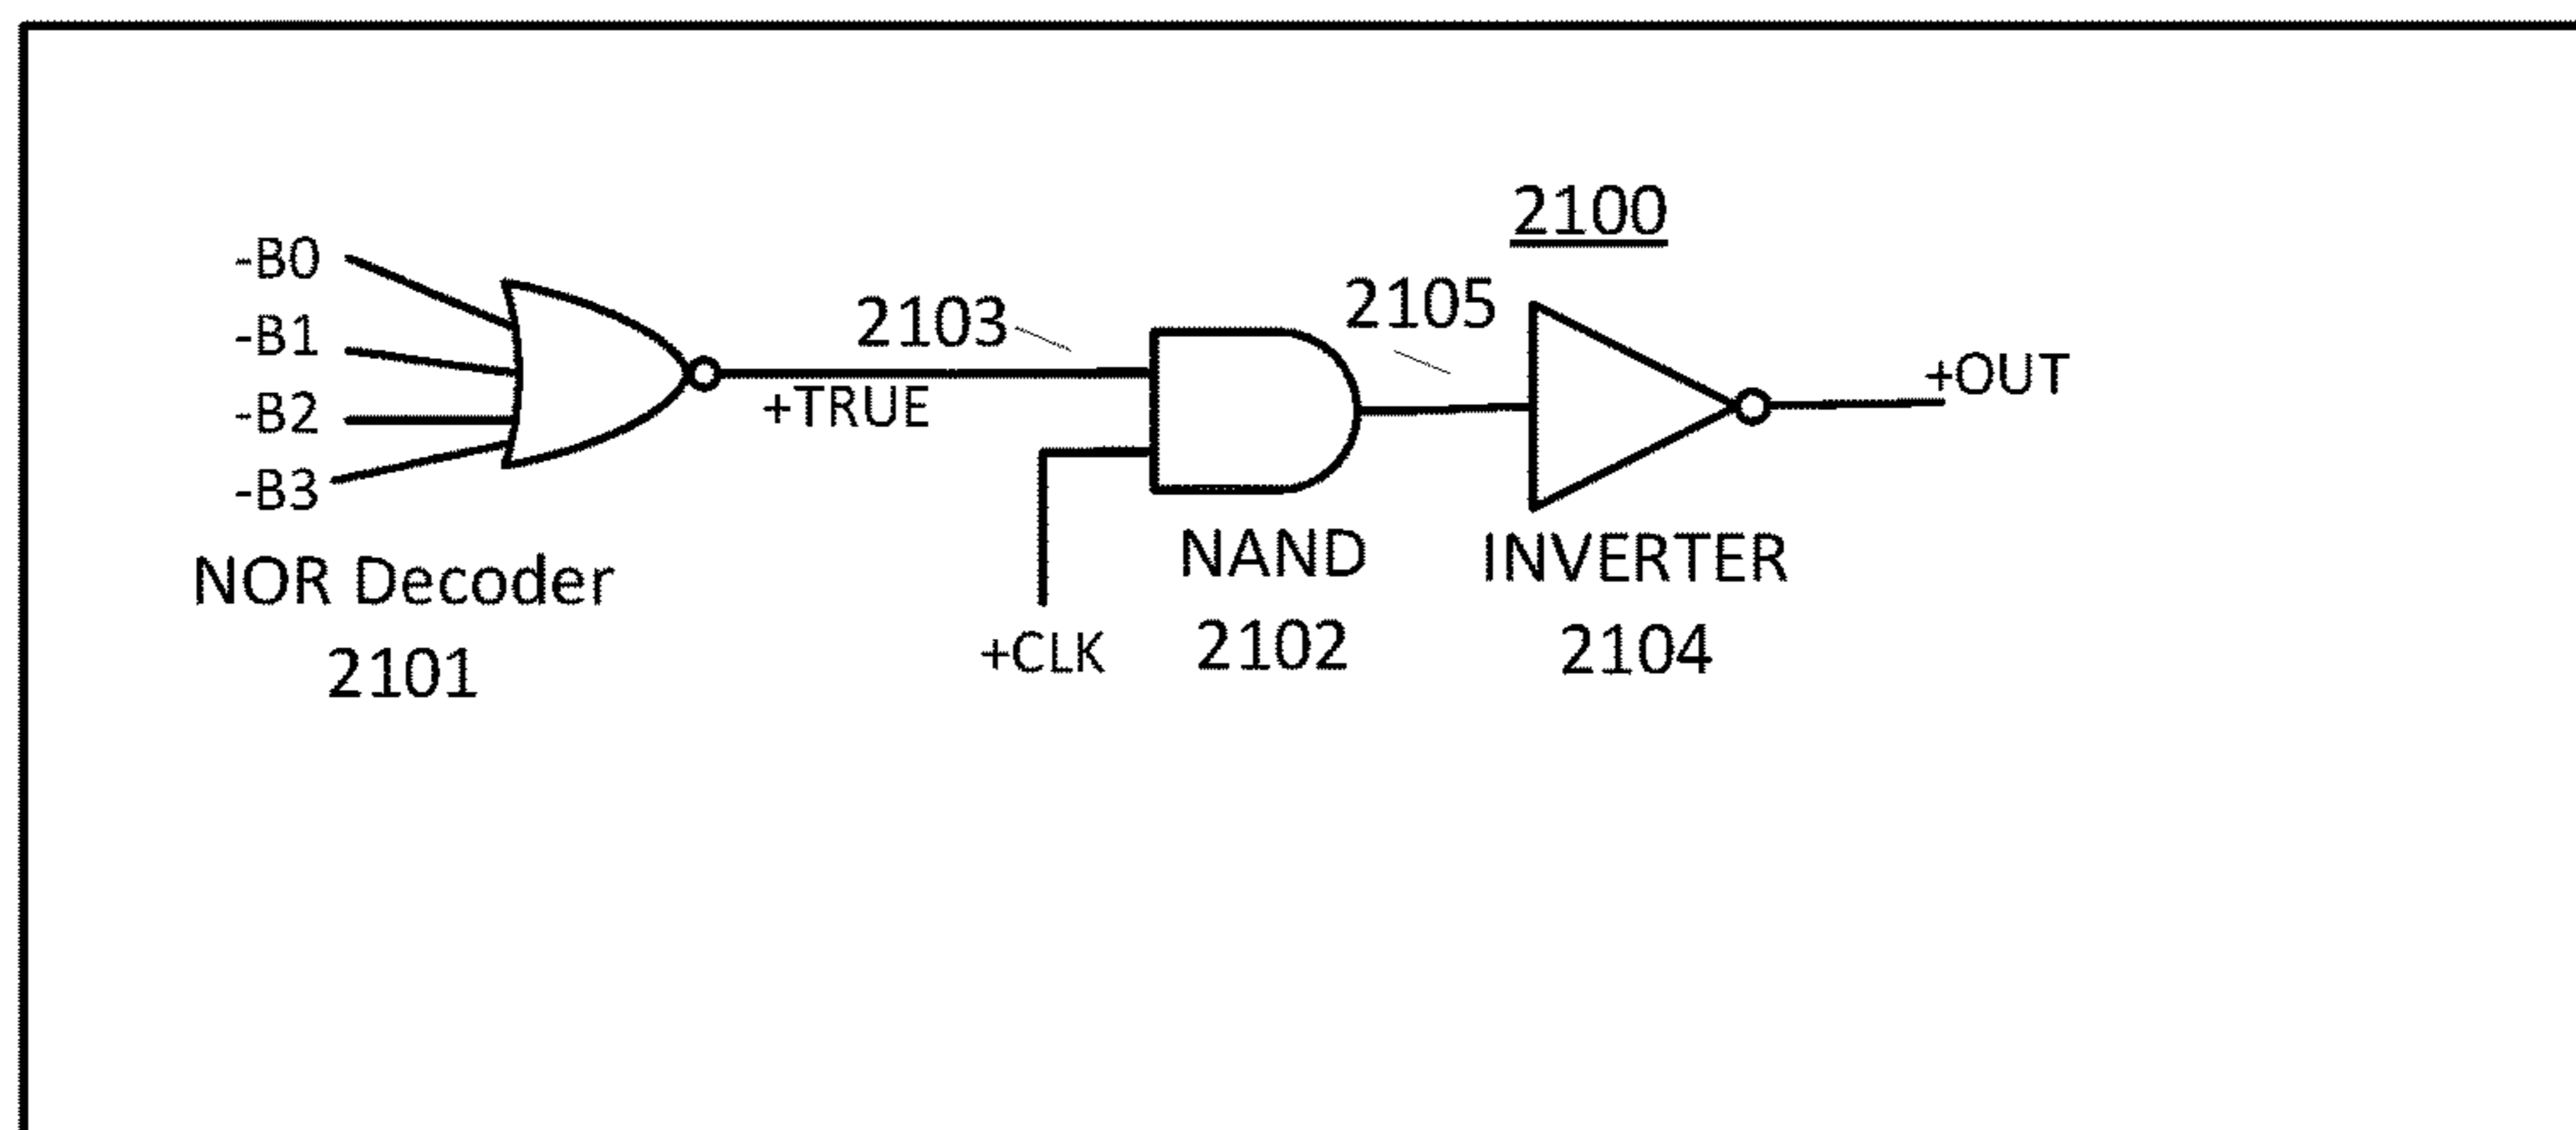 2100
-B0
-B1
-B2
-B3
2103
+TRUE
2105
+OUT
+CLK
NOR Decoder
2101
NAND
2102
INVERTER
2104